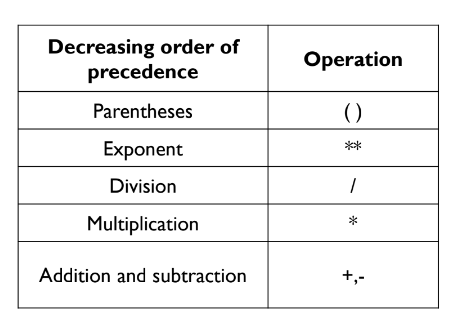 Decreasing order of
precedence
Operation
Parentheses
( )
Exponent
**
Division
/
Multiplication
*
Addition and subtraction
+,-